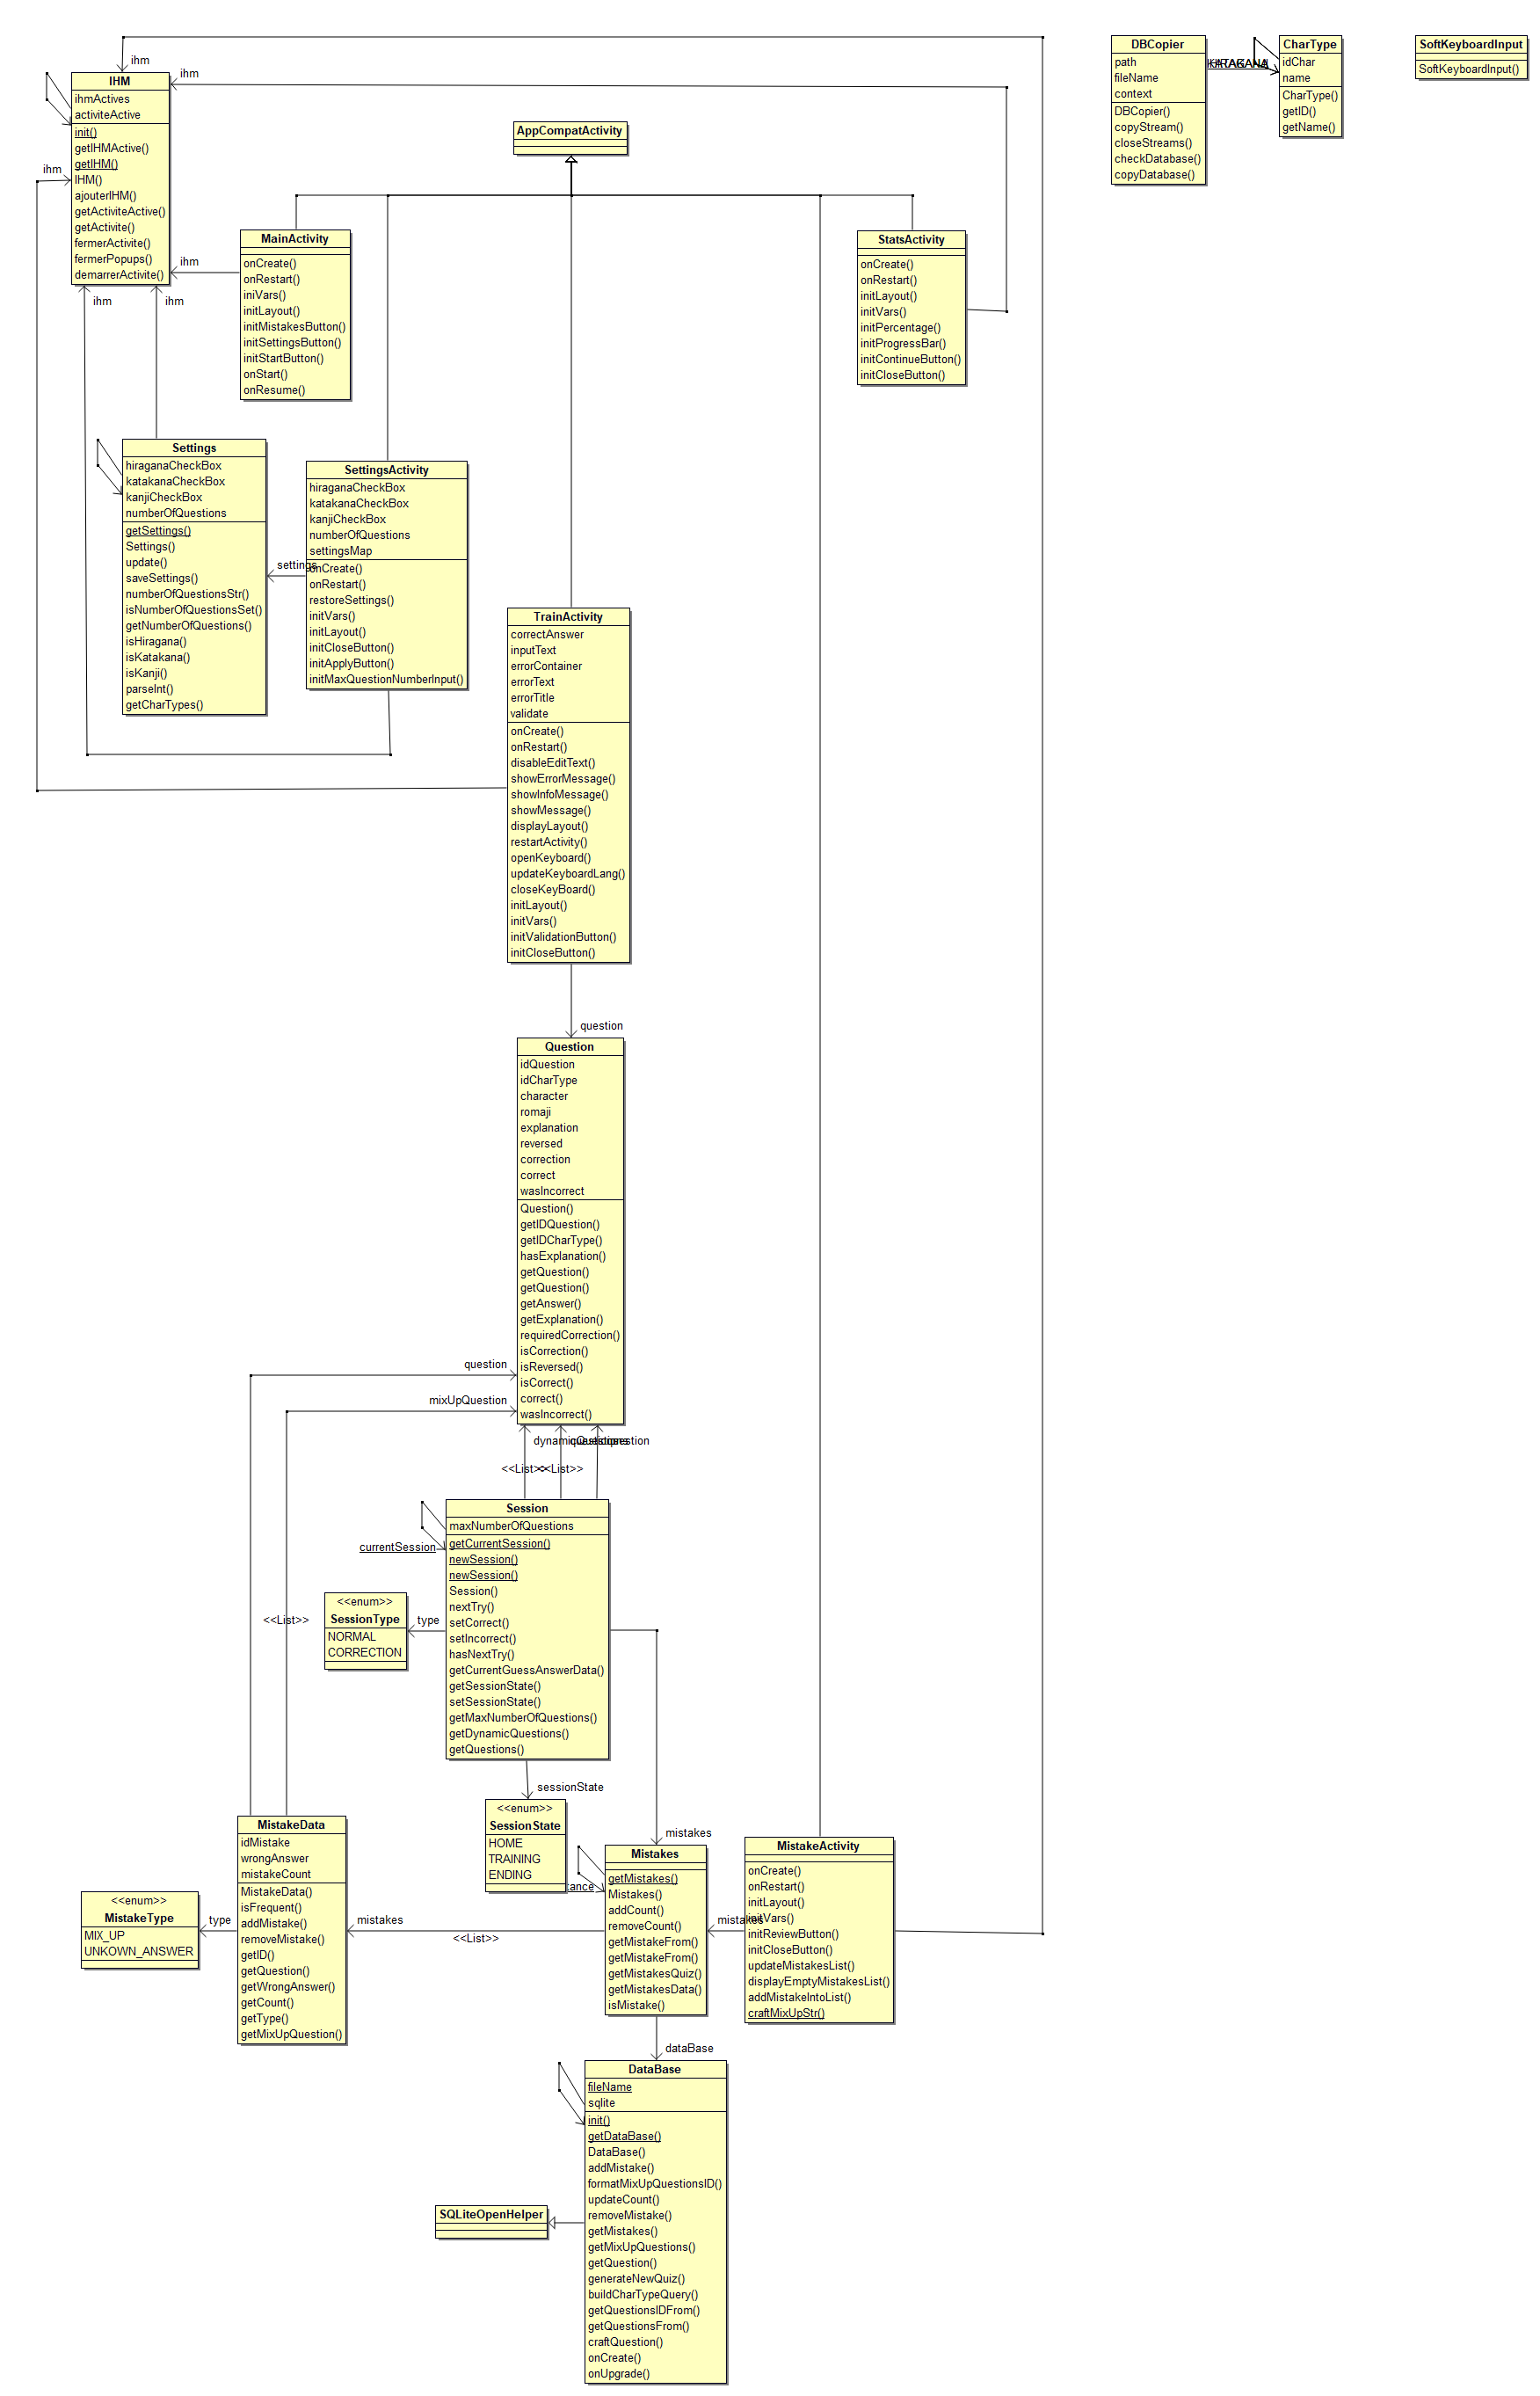 ihm
ihm
IHM
ihmActives
activiteActive
init()
getIHMActive()
getIHM()
IHM()
ajouterIHM()
getActiviteActive()
getActivite()
fermerActivite()
fermerPopups()
demarrerActivite()
ihm
ihm
ihm
ihm
AppCompatActivity
MainActivity
onCreate()
onRestart()
iniVars()
initLayout()
initMistakesButton()
initSettingsButton()
initStartButton()
onStart()
onResume()
StatsActivity
onCreate()
onRestart()
initLayout()
initVars()
initPercentage()
initProgressBar()
initContinueButton()
initCloseButton()
DBCopier
path
fileName
context
DBCopier()
copyStream()
closeStreams()
checkDatabase()
copyDatabase()
CharType
idChar
name
CharType()
getID()
getName()
SoftKeyboardInput
SoftKeyboardInput()
Settings
hiraganaCheckBox
katakanaCheckBox
kanjiCheckBox
numberOfQuestions
getSettings()
Settings()
update()
saveSettings()
numberOfQuestionsStr()
isNumberOfQuestionsSet()
getNumberOfQuestions()
isHiragana()
isKatakana()
isKanji()
parseInt()
getCharTypes()
settings
SettingsActivity
hiraganaCheckBox
katakanaCheckBox
kanjiCheckBox
numberOfQuestions
settingsMap
onCreate()
onRestart()
restoreSettings()
initVars()
initLayout()
initCloseButton()
initApplyButton()
initMaxQuestionNumberInput()
TrainActivity
correctAnswer
inputText
errorContainer
errorText
errorTitle
validate
onCreate()
onRestart()
disableEditText()
showErrorMessage()
showInfoMessage()
showMessage()
displayLayout()
restartActivity()
openKeyboard()
updateKeyboardLang()
closeKeyBoard()
initLayout()
initVars()
initValidationButton()
initCloseButton()
question
Question
idQuestion
idCharType
character
romaji
explanation
reversed
correction
correct
wasIncorrect
Question()
getIDQuestion()
getIDCharType()
hasExplanation()
getQuestion()
getQuestion()
getAnswer()
getExplanation()
requiredCorrection()
isCorrection()
isReversed()
isCorrect()
correct()
wasIncorrect()
question
mixUpQuestion
<<List>>
<<List>>
Session
maxNumberOfQuestions
getCurrentSession()
newSession()
newSession()
Session()
nextTry()
setCorrect()
setIncorrect()
hasNextTry()
getCurrentGuessAnswerData()
getSessionState()
setSessionState()
getMaxNumberOfQuestions()
getDynamicQuestions()
getQuestions()
currentSession
<<enum>>
SessionType
NORMAL
CORRECTION
type
sessionState
<<enum>>
SessionState
HOME
TRAINING
ENDING
mistakes
MistakeData
idMistake
wrongAnswer
mistakeCount
MistakeData()
isFrequent()
addMistake()
removeMistake()
getID()
getQuestion()
getWrongAnswer()
getCount()
getType()
getMixUpQuestion()
<<enum>>
MistakeType
MIX_UP
UNKOWN_ANSWER
type
mistakes
<<List>>
Mistakes
getMistakes()
Mistakes()
addCount()
removeCount()
getMistakeFrom()
getMistakeFrom()
getMistakesQuiz()
getMistakesData()
isMistake()
mistakes
MistakeActivity
onCreate()
onRestart()
initLayout()
initVars()
initReviewButton()
initCloseButton()
updateMistakesList()
displayEmptyMistakesList()
addMistakeIntoList()
craftMixUpStr()
dataBase
DataBase
fileName
sqlite
init()
getDataBase()
DataBase()
addMistake()
formatMixUpQuestionsID()
updateCount()
removeMistake()
getMistakes()
getMixUpQuestions()
getQuestion()
generateNewQuiz()
buildCharTypeQuery()
getQuestionsIDFrom()
getQuestionsFrom()
craftQuestion()
onCreate()
onUpgrade()
SQLiteOpenHelper